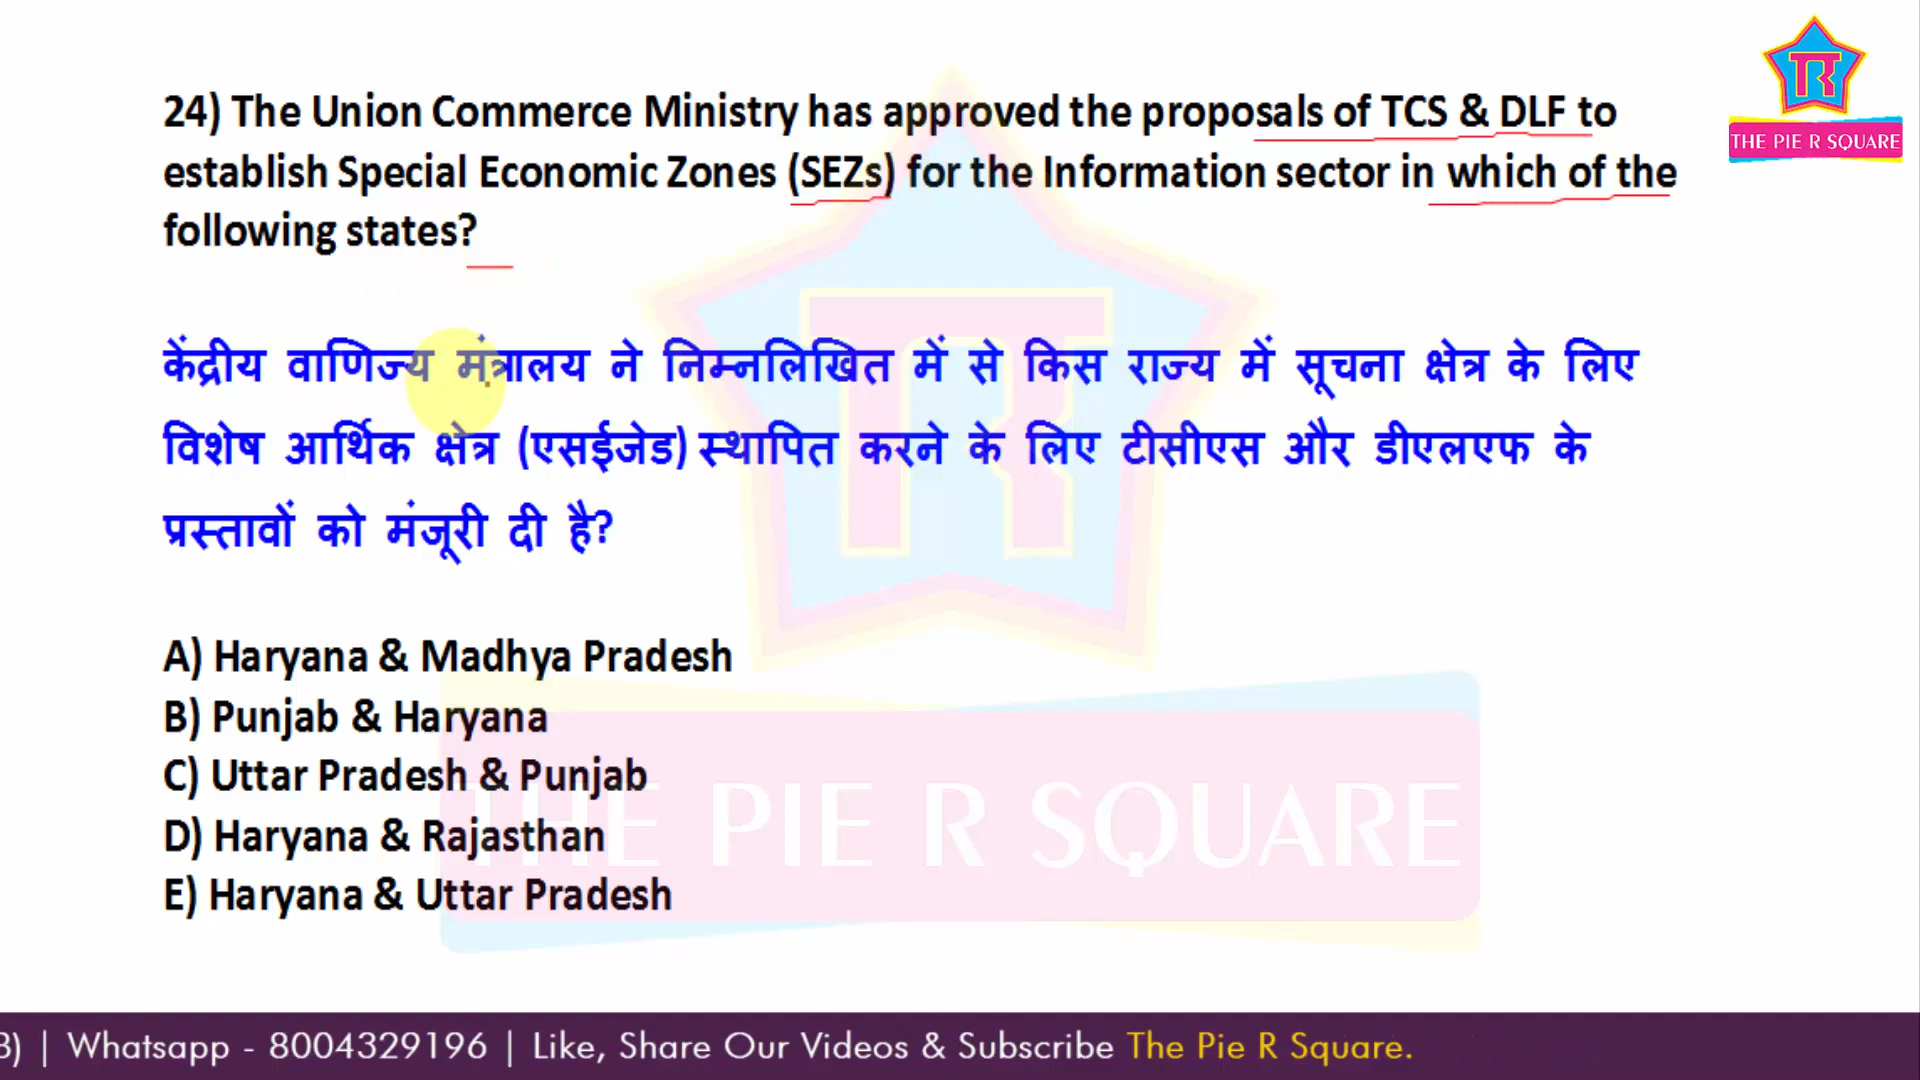 24) The Union Commerce Ministry has approved the proposals of TCS & DLF to
establish Special Economic Zones (SEZs) for the Information sector in which of the
following states?
केंद्रीय वाणिज्य मंत्रालय ने निम्नलिखित में से किस राज्य में सूचना क्षेत्र के लिए
विशेष आर्थिक क्षेत्र (एसईजेड) स्थापित करने के लिए टीसीएस और डीएलएफ के
प्रस्तावों को मंजूरी दी है?
A) Haryana & Madhya Pradesh
B) Punjab & Haryana
C) Uttar Pradesh & Punjab
D) Haryana & Rajasthan
E) Haryana & Uttar Pradesh
THE PIE R SQUARE
THE PIE R SQUARE
3) | Whatsapp - 8004329196 | Like, Share Our Videos & Subscribe The Pie R Square.